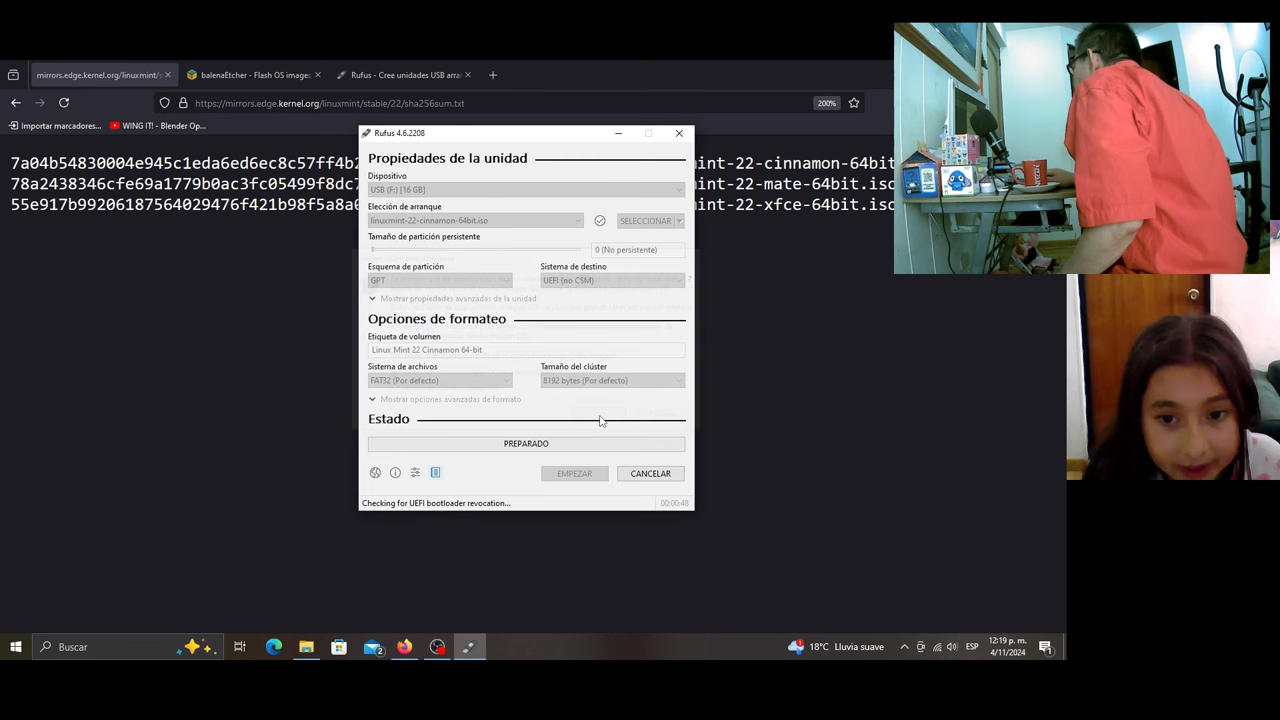 mirrors.edge.kernel.org/linuxmint/s
balenaEtcher - Flash OS images
Rufus - Cree unidades USB arra
https://mirrors.edge.kernel.org/linuxmint/stable/22/sha256sum.txt
200%
Importar marcadores...
WING IT! - Blender Op...
7a04b54830004e945c1eda6ed6ec8c57ff4b2
int-22-cinnamon-64bit
78a2438346cfe69a1779b0ac3fc05499f8dc7
int-22-mate-64bit.iso
55e917b99206187564029476f421b98f5a8a0
int-22-xfce-64bit.iso
Rufus 4.6.2208
Propiedades de la unidad
Dispositivo
USB (F:) [16 GB]
Elección de arranque
linuxmint-22-cinnamon-64bit.iso
SELECCIONAR
Tamaño de partición persistente
0 (No persistente)
Esquema de partición
Sistema de destino
GPT
UEFI (no CSM)
?
Mostrar propiedades avanzadas de la unidad
Opciones de formateo
Etiqueta de volumen
Linux Mint 22 Cinnamon 64-bit
Sistema de archivos
Tamaño del clúster
FAT32 (Por defecto)
8192 bytes (Por defecto)
Mostrar opciones avanzadas de formato
Estado
PREPARADO
EMPEZAR
CANCELAR
Checking for UEFI bootloader revocation...
00:00:48
Buscar
2
1
18°C Lluvia suave
ESP
12:19 p. m.
4/11/2024
1